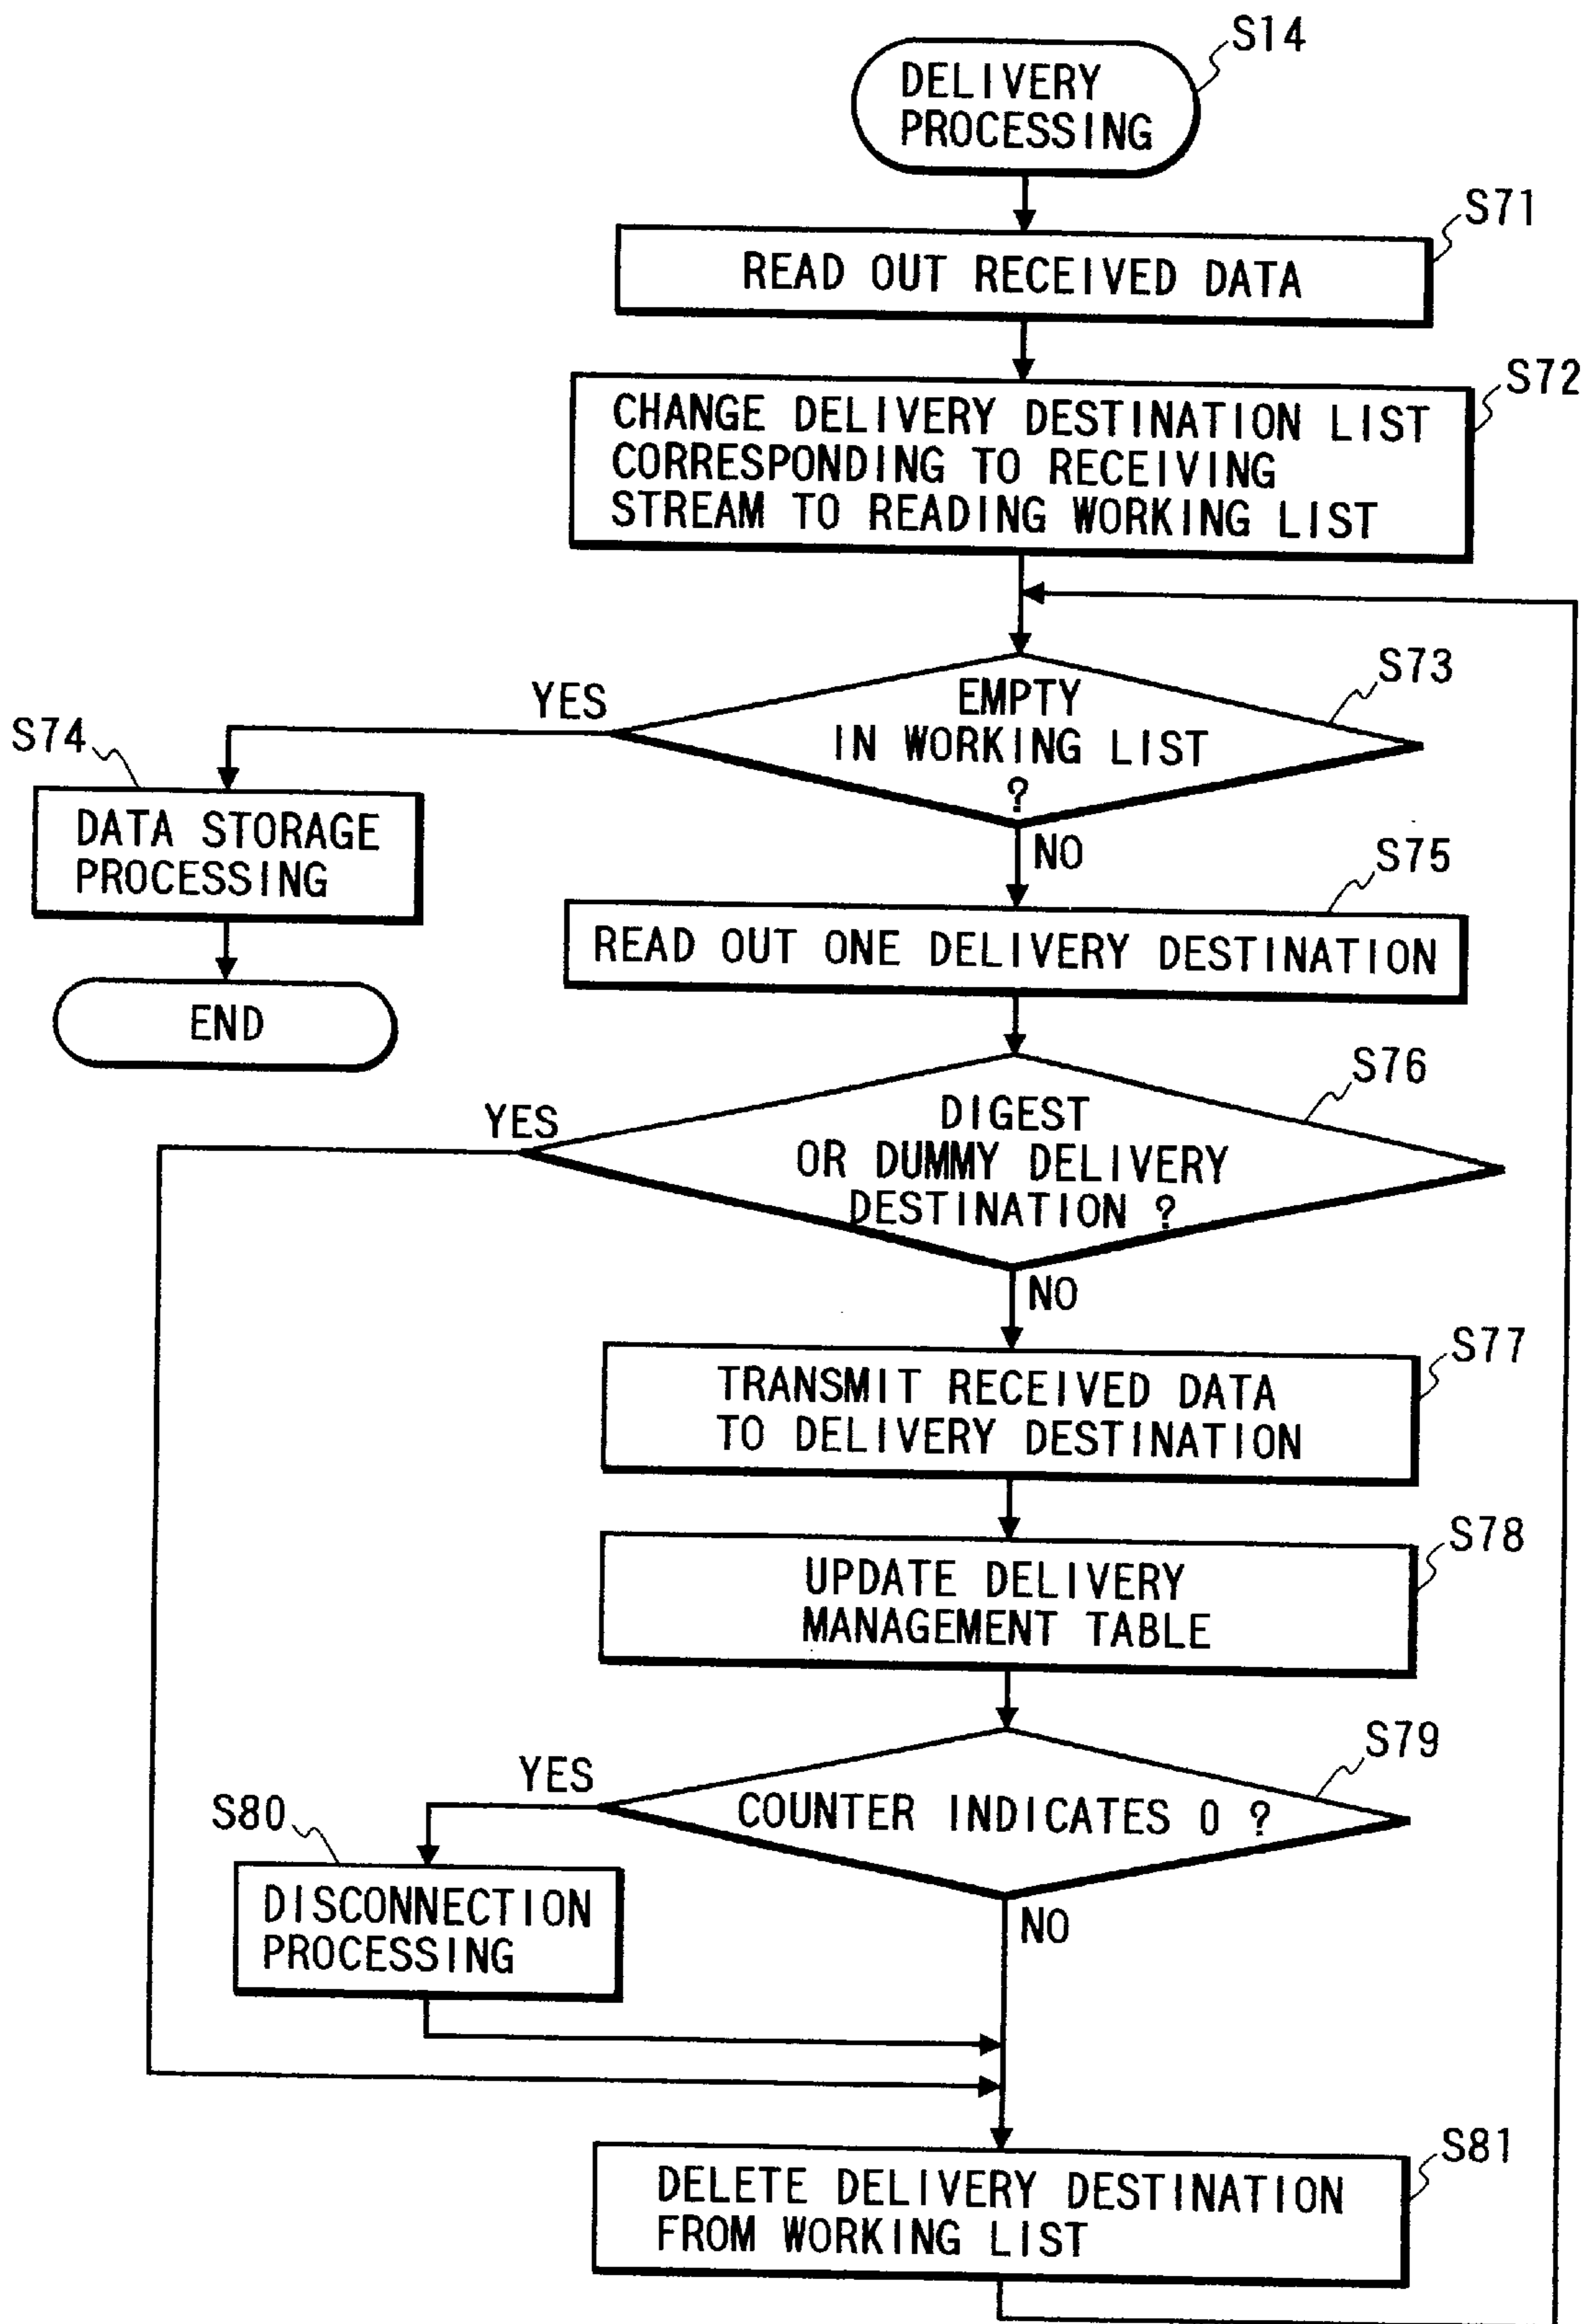 S14
DELIVERY
PROCESSING
S71
READ OUT RECEIVED DATA
S72
CHANGE DELIVERY DESTINATION LIST
CORRESPONDING TO RECEIVING
STREAM TO READING WORKING LIST
S73
YES
EMPTY
IN WORKING LIST
?
S74
DATA STORAGE
PROCESSING
NO
S75
READ OUT ONE DELIVERY DESTINATION
END
S76
YES
DIGEST
OR DUMMY DELIVERY
DESTINATION ?
NO
S77
TRANSMIT RECEIVED DATA
TO DELIVERY DESTINATION
S78
UPDATE DELIVERY
MANAGEMENT TABLE
S79
YES
COUNTER INDICATES 0 ?
S80
DISCONNECTION
PROCESSING
NO
S81
DELETE DELIVERY DESTINATION
FROM WORKING LIST